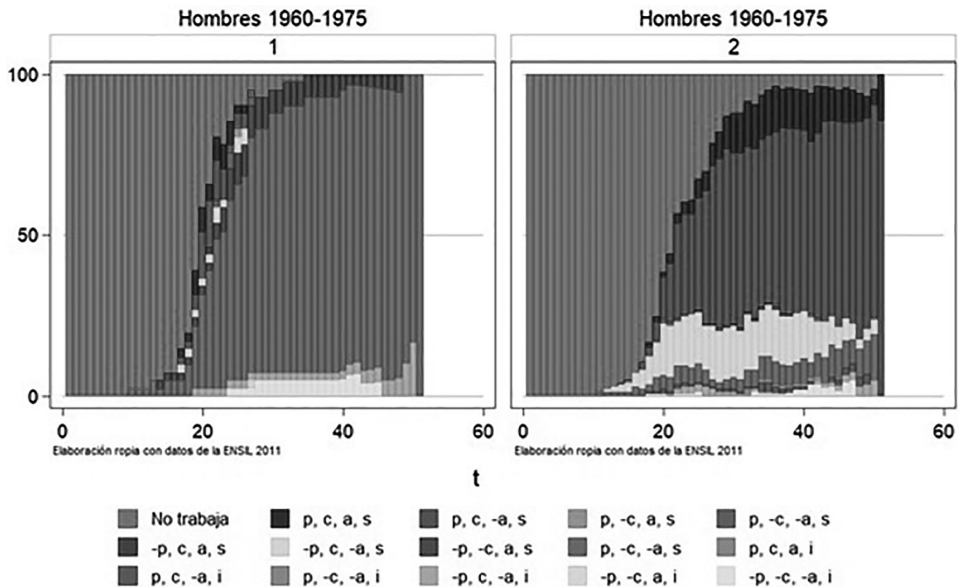 Hombres 1960-1975
1
100
50
0
0 20 40 60
Elaboración ropia con datos de la ENSIL 2011
Hombres 1960-1975
2
0 20 40 60
Elaboración ropia con datos de la ENSIL 2011
t
No trabaja p, c, a, s p, c, -a, s p, -c, a, s p, -c, -a, s
-p, c, a, s -p, c, -a, s -p, -c, a, s -p, -c, -a, s p, c, a, i
p, c, -a, i p, -c, -a, i -p, c, -a, i -p, -c, a, i -p, -c, -a, i